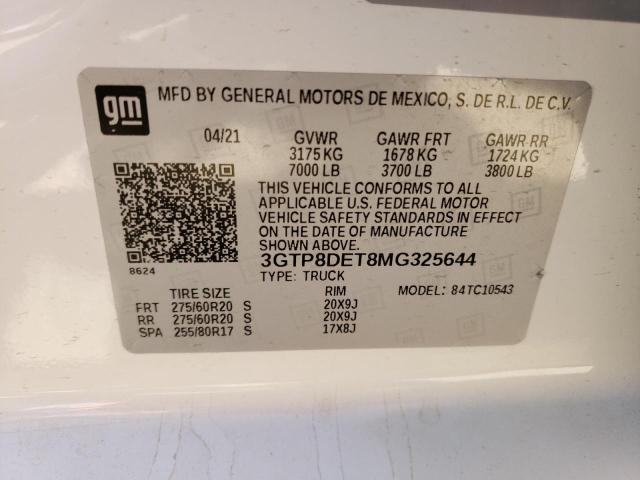 gm
MFD BY GENERAL MOTORS DE MEXICO, S. DE R.L. DE C.V.
04/21 GVWR GAWR FRT GAWR RR
3175 KG 1678 KG 1724 KG
7000 LB 3700 LB 3800 LB
THIS VEHICLE CONFORMS TO ALL
APPLICABLE U.S. FEDERAL MOTOR
VEHICLE SAFETY STANDARDS IN EFFECT
ON THE DATE OF MANUFACTURE
SHOWN ABOVE.
8624
3GTP8DET8MG325644
TYPE: TRUCK
TIRE SIZE RIM MODEL: 84TC10543
FRT 275/60R20 S 20X9J
RR 275/60R20 S 20X9J
SPA 255/80R17 S 17X8J